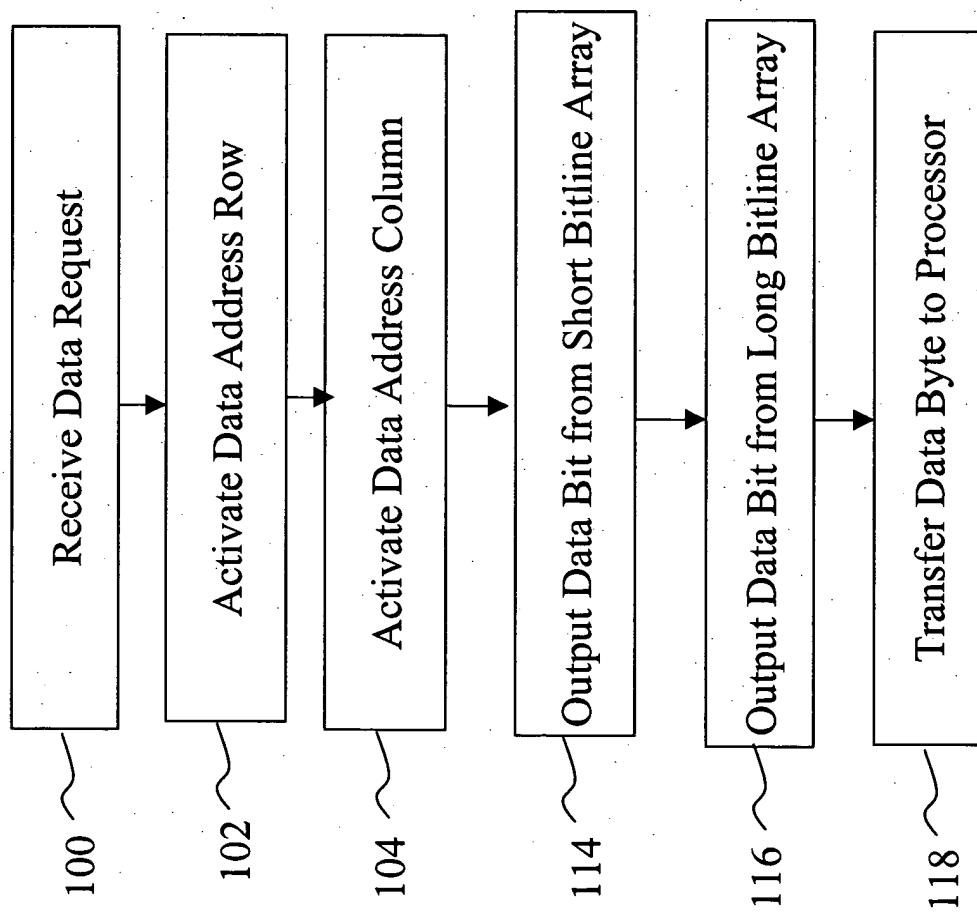 100
Receive Data Request
102
Activate Data Address Row
104
Activate Data Address Column
114
Output Data Bit from Short Bitline Array
116
Output Data Bit from Long Bitline Array
118
Transfer Data Byte to Processor